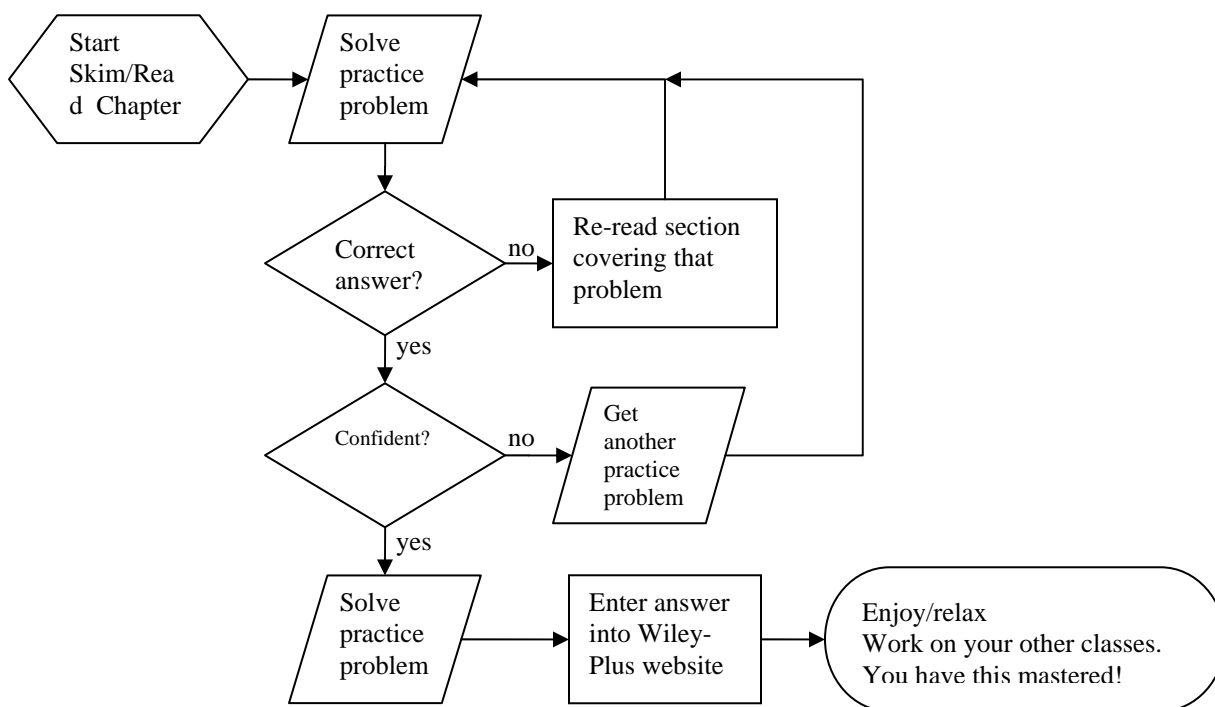 Start
Skim/Rea
d Chapter
Solve
practice
problem
Correct
answer?
no
Re-read section
covering that
problem
yes
Confident?
no
Get
another
practice
problem
yes
Solve
practice
problem
Enter answer
into Wiley-
Plus website
Enjoy/relax
Work on your other classes.
You have this mastered!